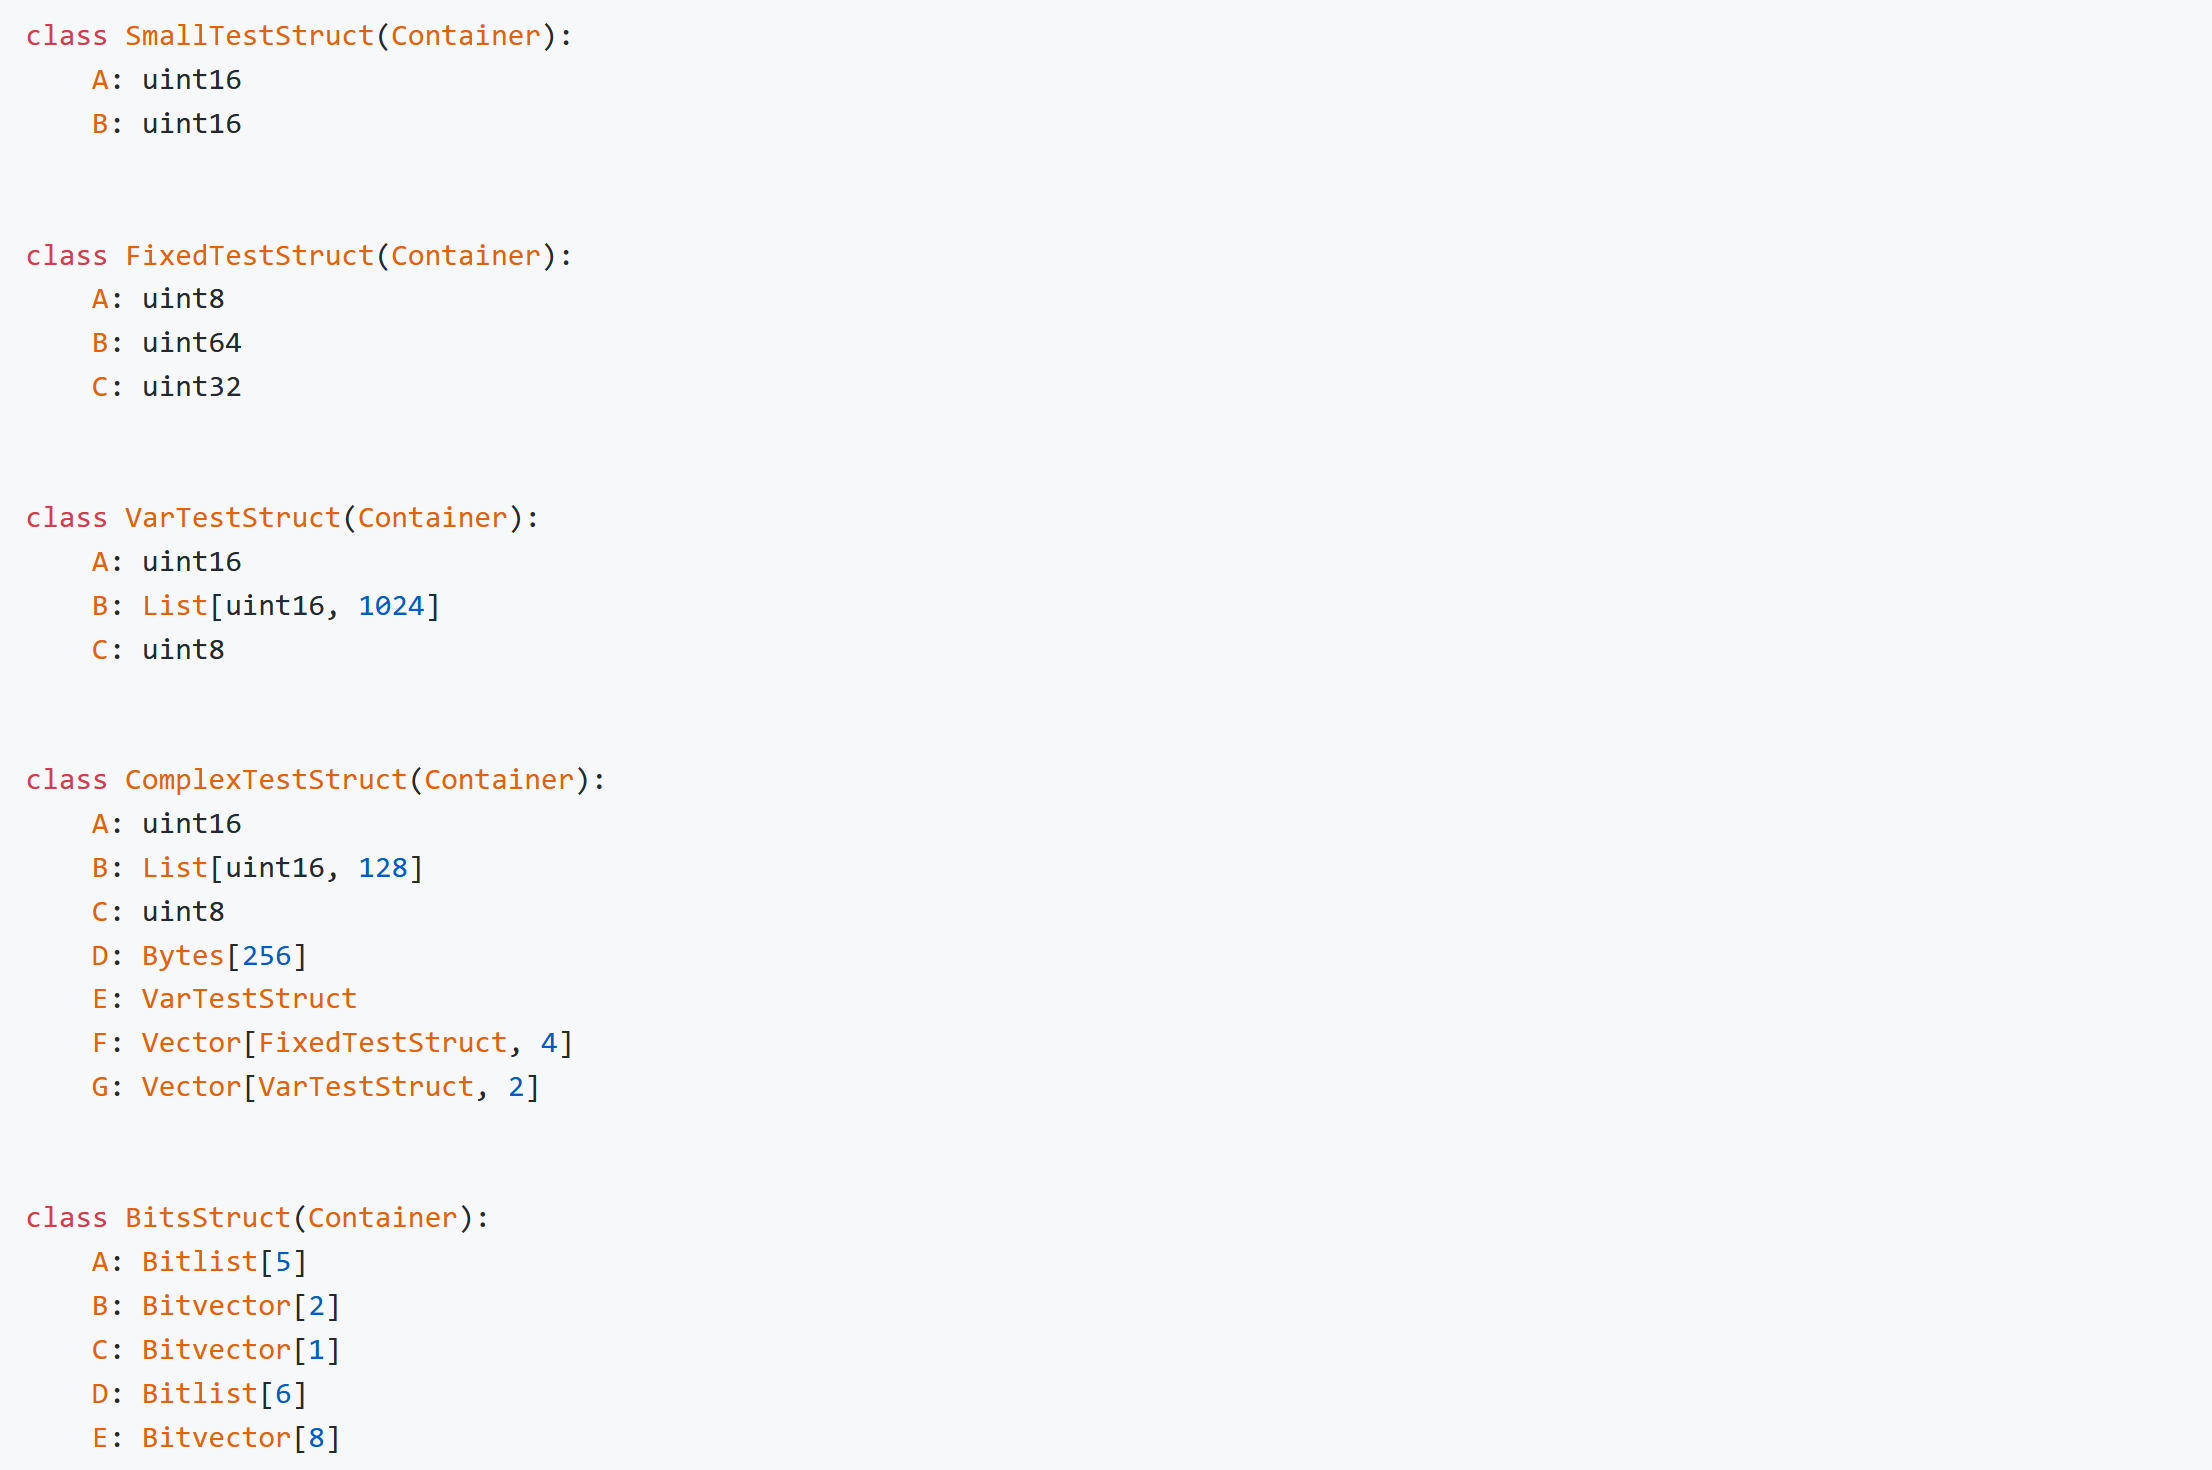 class SmallTestStruct(Container):
    A: uint16
    B: uint16
class FixedTestStruct(Container):
    A: uint8
    B: uint64
    C: uint32
class VarTestStruct(Container):
    A: uint16
    B: List[uint16, 1024]
    C: uint8
class ComplexTestStruct(Container):
    A: uint16
    B: List[uint16, 128]
    C: uint8
    D: Bytes[256]
    E: VarTestStruct
    F: Vector[FixedTestStruct, 4]
    G: Vector[VarTestStruct, 2]
class BitsStruct(Container):
    A: Bitlist[5]
    B: Bitvector[2]
    C: Bitvector[1]
    D: Bitlist[6]
    E: Bitvector[8]